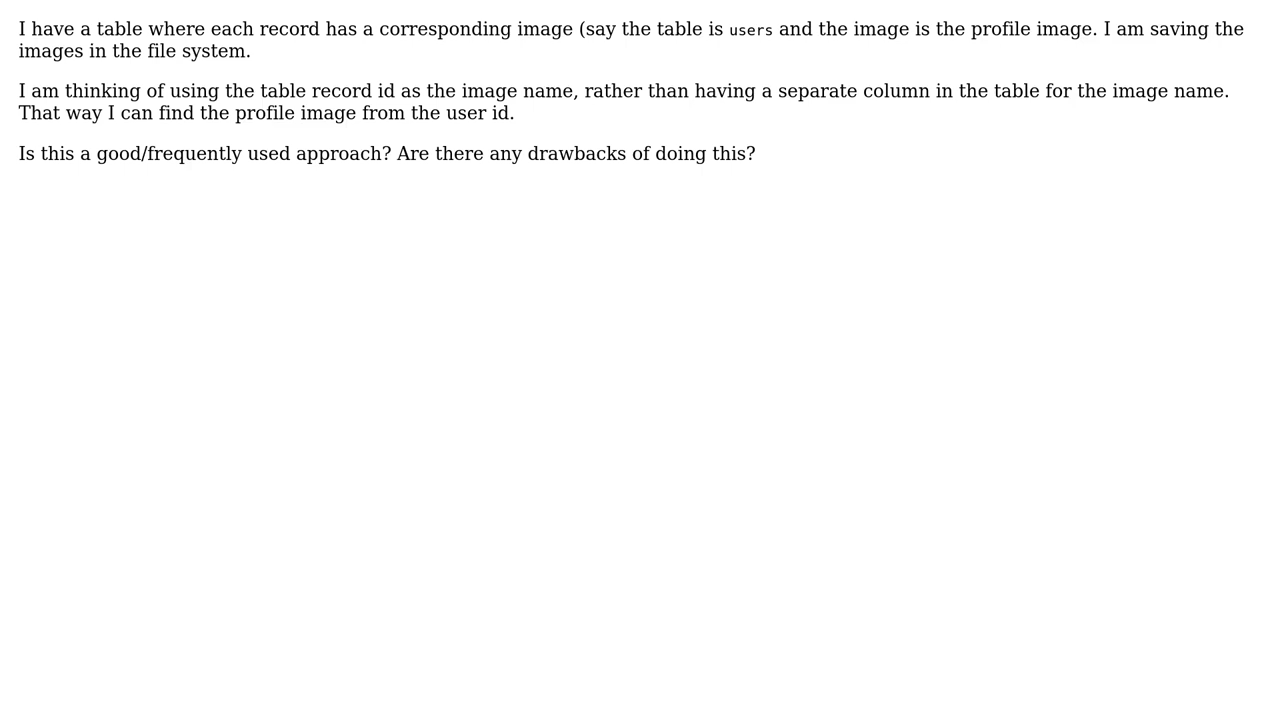 I have a table where each record has a corresponding image (say the table is users and the image is the profile image. I am saving the
images in the file system.
I am thinking of using the table record id as the image name, rather than having a separate column in the table for the image name.
That way I can find the profile image from the user id.
Is this a good/frequently used approach? Are there any drawbacks of doing this?